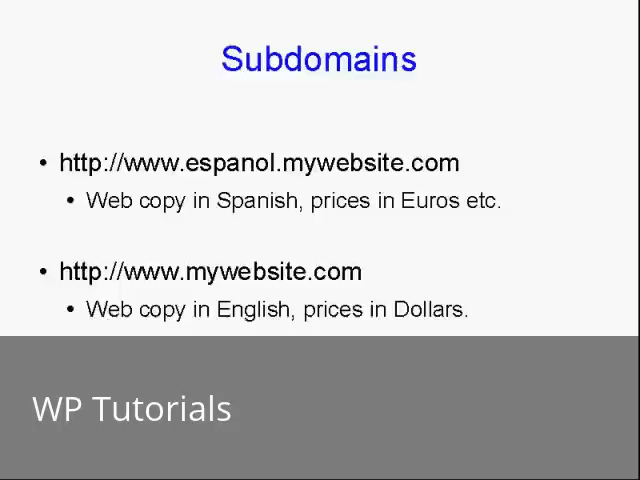 Subdomains
• http://www.espanol.mywebsite.com
• Web copy in Spanish, prices in Euros etc.
• http://www.mywebsite.com
• Web copy in English, prices in Dollars.
WP Tutorials